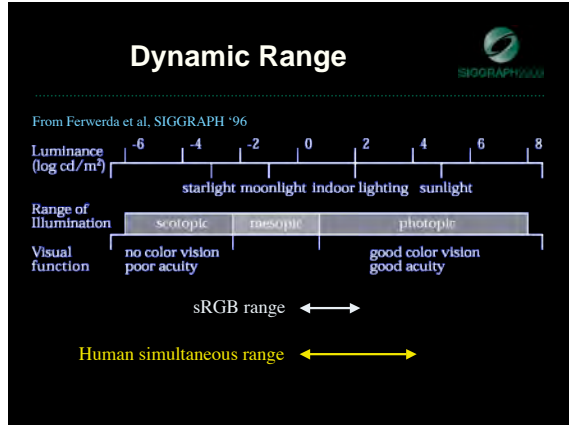 Dynamic Range
From Ferwerda et al, SIGGRAPH ‘96
Luminance
(log cd/m²)
-6 -4 -2 0 2 4 6 8
starlight moonlight indoor lighting sunlight
Range of
Illumination
scotopic mesopic photopic
Visual
function
no color vision
poor acuity
good color vision
good acuity
sRGB range
Human simultaneous range